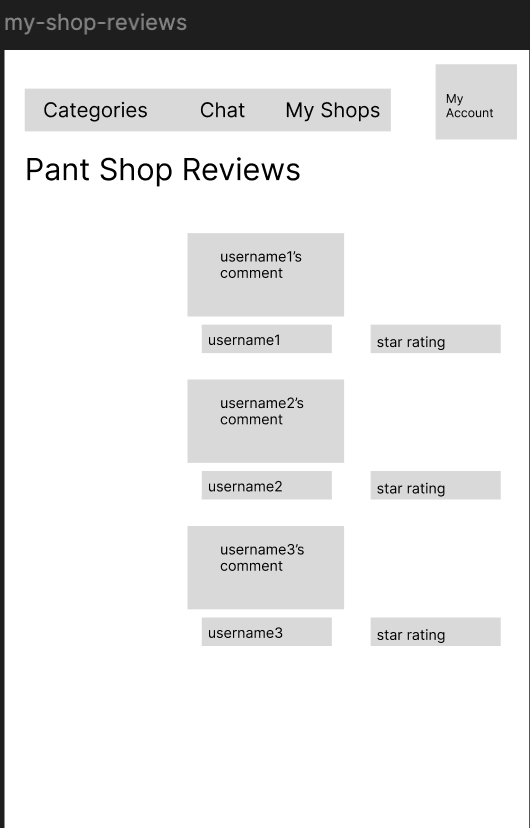 my-shop-reviews
Categories Chat My Shops
My
Account
Pant Shop Reviews
username1’s
comment
username1 star rating
username2’s
comment
username2 star rating
username3’s
comment
username3 star rating